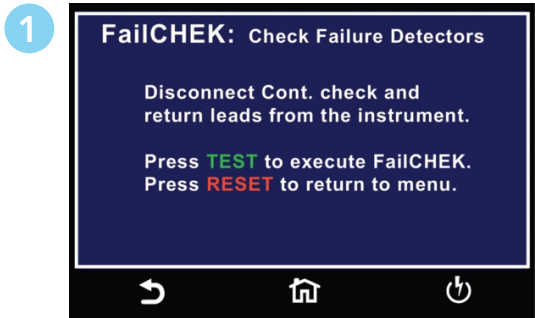 1
FailCHEK: Check Failure Detectors
Disconnect Cont. check and
return leads from the instrument.
Press TEST to execute FailCHEK.
Press RESET to return to menu.